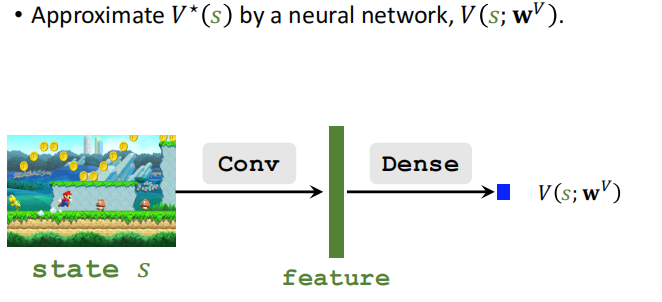 • Approximate V⋆(s) by a neural network, V(s; w^V).
Conv
Dense
V(s; w^V)
state s
feature